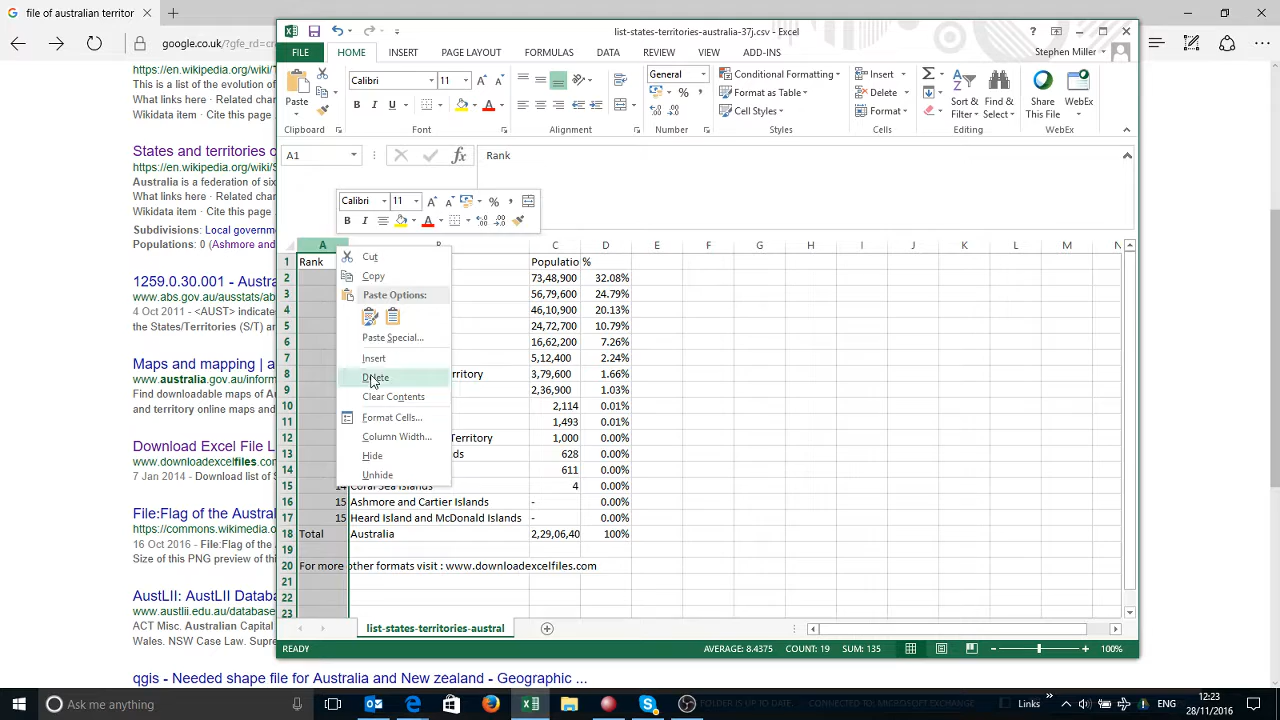 file of australian territor
list-states-territories-australia-37j.csv - Excel
google.co.uk/?gfe_rd=cr
FILE HOME INSERT PAGE LAYOUT FORMULAS DATA REVIEW VIEW ADD-INS Stephen Miller
Paste Calibri 11 General Conditional Formatting Insert Sort & Find & Share WebEx
Format as Table Delete Filter Select This File
Cell Styles Format
Clipboard Font Alignment Number Styles Cells Editing WebEx
A1 Rank
Calibri 11
A B C D E F G H I J K L M N
1 Rank Populatio %
2 73,48,900 32.08%
3 56,79,600 24.79%
4 46,10,900 20.13%
5 24,72,700 10.79%
6 16,62,200 7.26%
7 5,12,400 2.24%
8 rritory 3,79,600 1.66%
9 2,36,900 1.03%
10 2,114 0.01%
11 1,493 0.01%
12 Territory 1,000 0.00%
13 ds 628 0.00%
14 611 0.00%
15 14 Coral Sea Islands 4 0.00%
16 15 Ashmore and Cartier Islands - 0.00%
17 15 Heard Island and McDonald Islands - 0.00%
18 Total Australia 2,29,06,40 100%
19
20 For more other formats visit : www.downloadexcelfiles.com
21
22
23
Cut
Copy
Paste Options:
Paste Special...
Insert
Delete
Clear Contents
Format Cells...
Column Width...
Hide
Unhide
list-states-territories-austral
READY AVERAGE: 8.4375 COUNT: 19 SUM: 135 100%
https://en.wikipedia.org/wiki/
This is a list of the evolution of
What links here · Related char
Wikidata item · Cite this page
States and territories o
https://en.wikipedia.org/wiki/S
Australia is a federation of six
What links here · Related
Wikidata item · Cite this page
Subdivisions: Local governm
Populations: 0 (Ashmore and
1259.0.30.001 - Austra
www.abs.gov.au/ausstats/ab
4 Oct 2011 - <AUST> indicate
the States/Territories (S/T) and
Maps and mapping | a
www.australia.gov.au/inform
Find downloadable maps of
and territory online maps and
Download Excel File L
www.downloadexcelfiles.com
7 Jan 2014 - Download list of S
File:Flag of the Austra
https://commons.wikimedia.o
16 Oct 2016 - File:Flag of the
Size of this PNG preview of thi
AustLII: AustLII Databa
www.austlii.edu.au/database
ACT Misc. Australian Capital
Wales. NSW Case Law. Supre
qgis - Needed shape file for Australia and New zealand - Geographic ...
Ask me anything
FOLDER IS UP TO DATE. CONNECTED TO: MICROSOFT EXCHANGE
Links ENG 12:23
28/11/2016